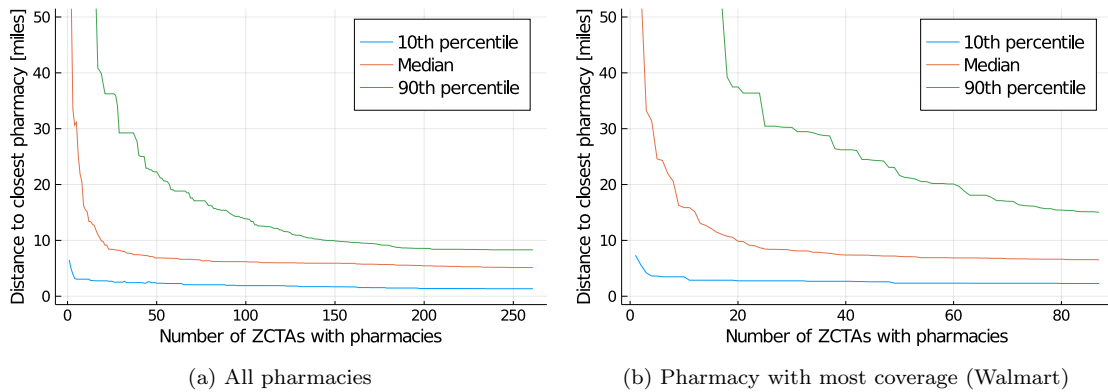 Distance to closest pharmacy [miles]
50
40
30
20
10
0
10th percentile
Median
90th percentile
0
50
100
150
200
250
Number of ZCTAs with pharmacies
(a) All pharmacies
Distance to closest pharmacy [miles]
50
40
30
20
10
0
10th percentile
Median
90th percentile
0
20
40
60
80
Number of ZCTAs with pharmacies
(b) Pharmacy with most coverage (Walmart)